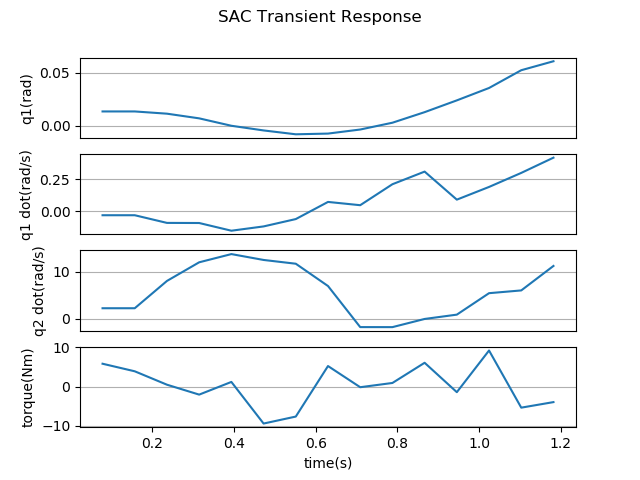 SAC Transient Response
0.05
0.00
q1(rad)
0.25
0.00
q1 dot(rad/s)
10
0
q2 dot(rad/s)
10
0
−10
torque(Nm)
0.2 0.4 0.6 0.8 1.0 1.2
time(s)